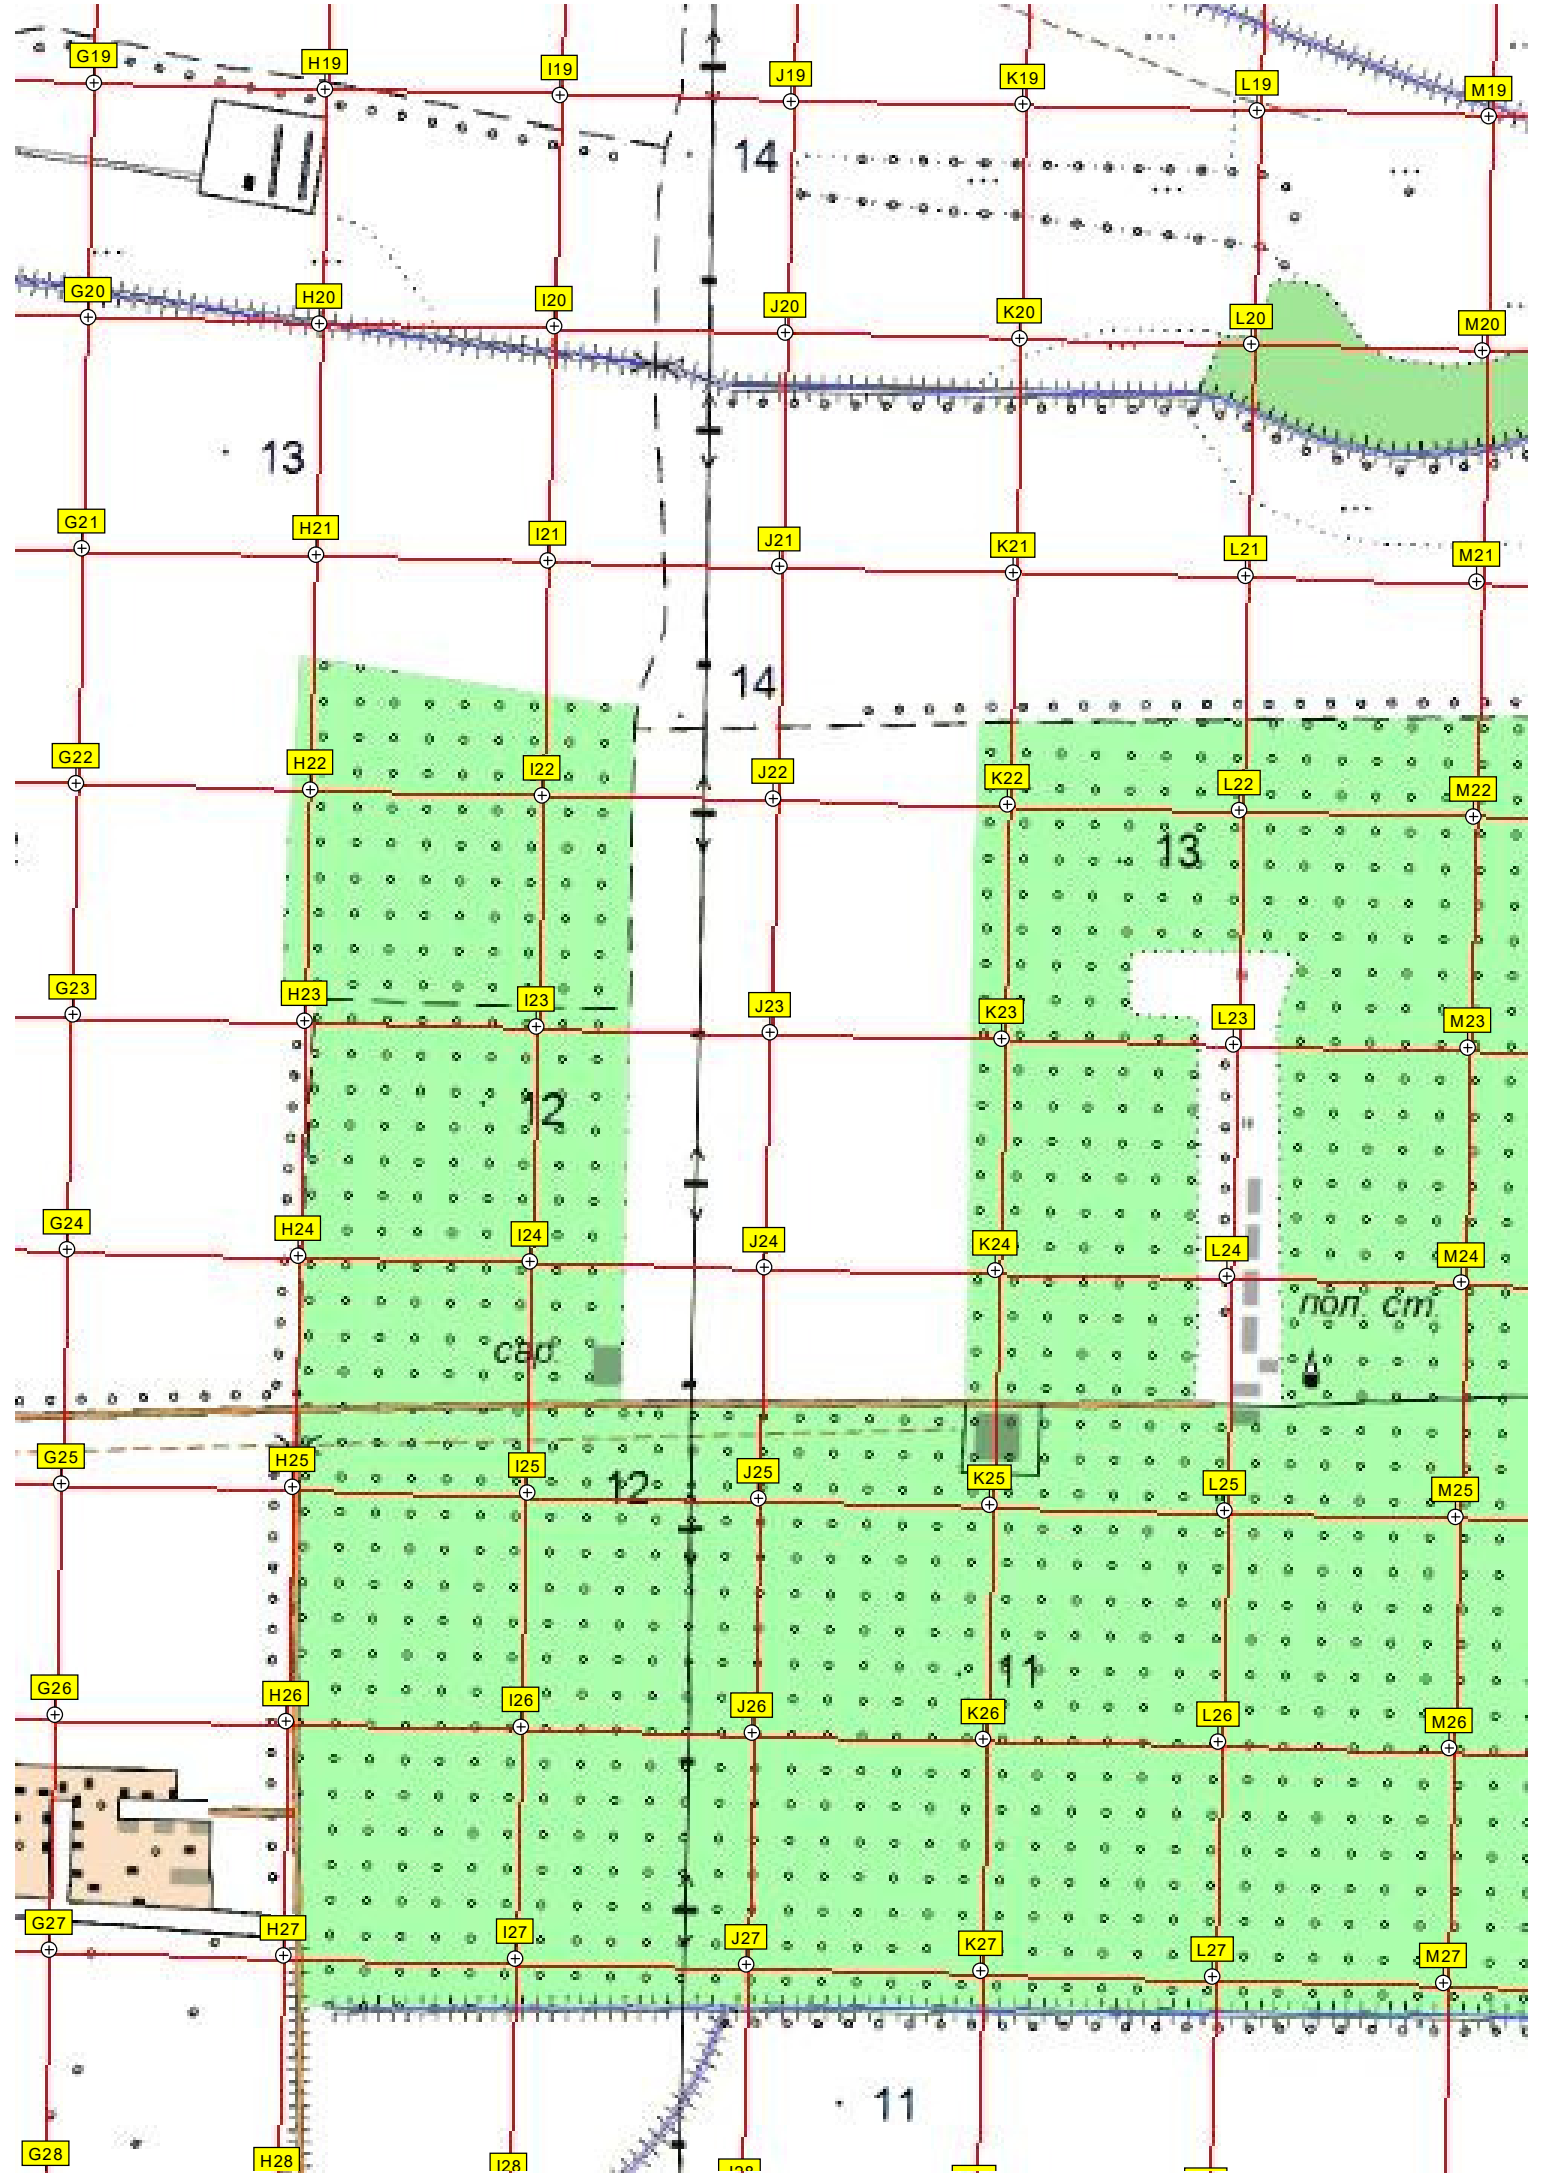 G19 H19 I19 J19 K19 L19 M19
14
G20 H20 I20 J20 K20 L20 M20
13
G21 H21 I21 J21 K21 L21 M21
14
G22 H22 I22 J22 K22 L22 M22
13
G23 H23 I23 J23 K23 L23 M23
12
G24 H24 I24 J24 K24 L24 M24
пол. ст.
сар.
G25 H25 I25 J25 K25 L25 M25
12
11
G26 H26 I26 J26 K26 L26 M26
G27 H27 I27 J27 K27 L27 M27
11
G28 H28 I28 J28